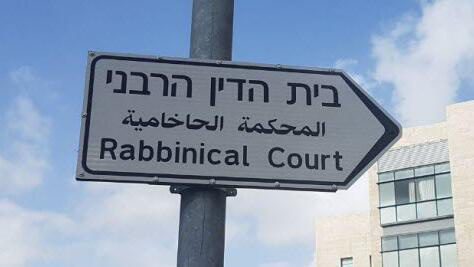 בית הדין הרבני
المحكمة الحاخامية
Rabbinical Court